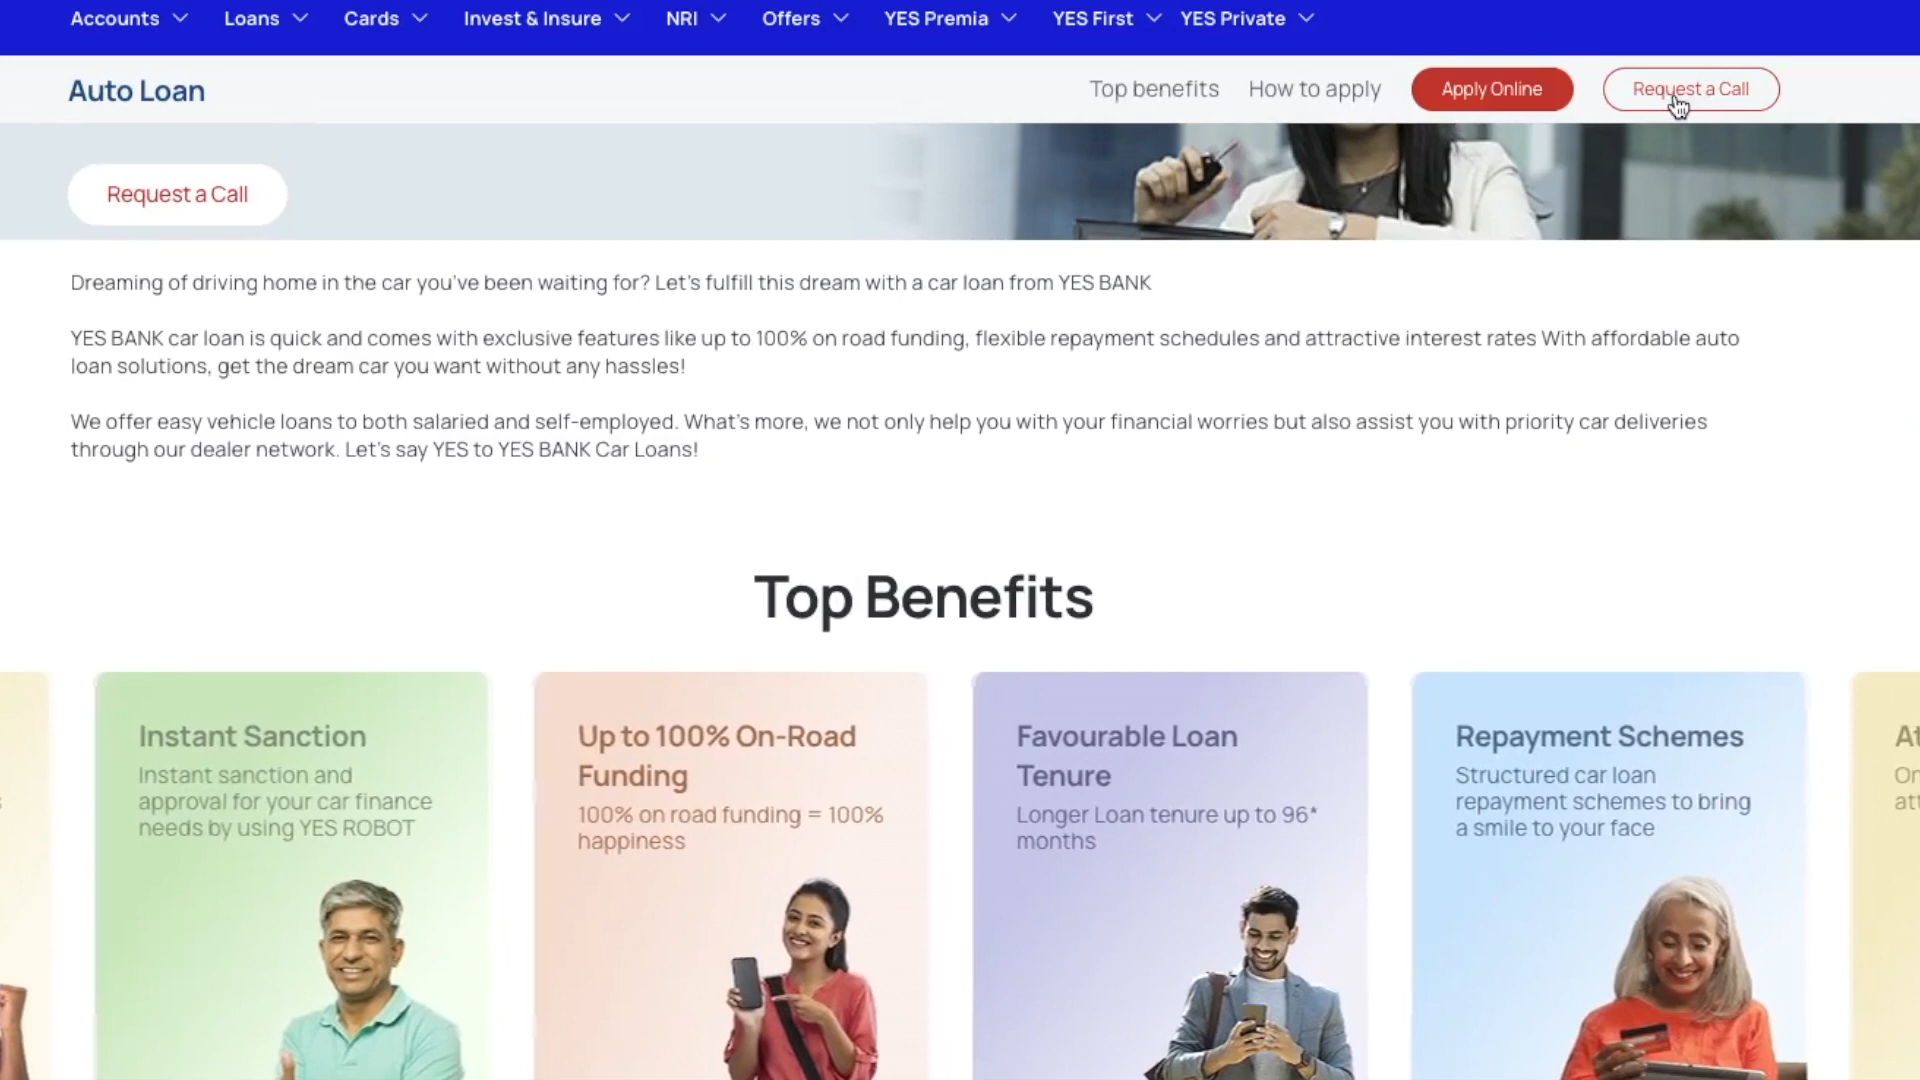 Accounts Loans Cards Invest & Insure NRI Offers YES Premia YES First YES Private
Auto Loan Top benefits How to apply Apply Online Request a Call
Request a Call
Dreaming of driving home in the car you've been waiting for? Let's fulfill this dream with a car loan from YES BANK
YES BANK car loan is quick and comes with exclusive features like up to 100% on road funding, flexible repayment schedules and attractive interest rates With affordable auto
loan solutions, get the dream car you want without any hassles!
We offer easy vehicle loans to both salaried and self-employed. What's more, we not only help you with your financial worries but also assist you with priority car deliveries
through our dealer network. Let's say YES to YES BANK Car Loans!
Top Benefits
Instant Sanction
Instant sanction and
approval for your car finance
needs by using YES ROBOT
Up to 100% On-Road
Funding
100% on road funding = 100%
happiness
Favourable Loan
Tenure
Longer Loan tenure up to 96*
months
Repayment Schemes
Structured car loan
repayment schemes to bring
a smile to your face